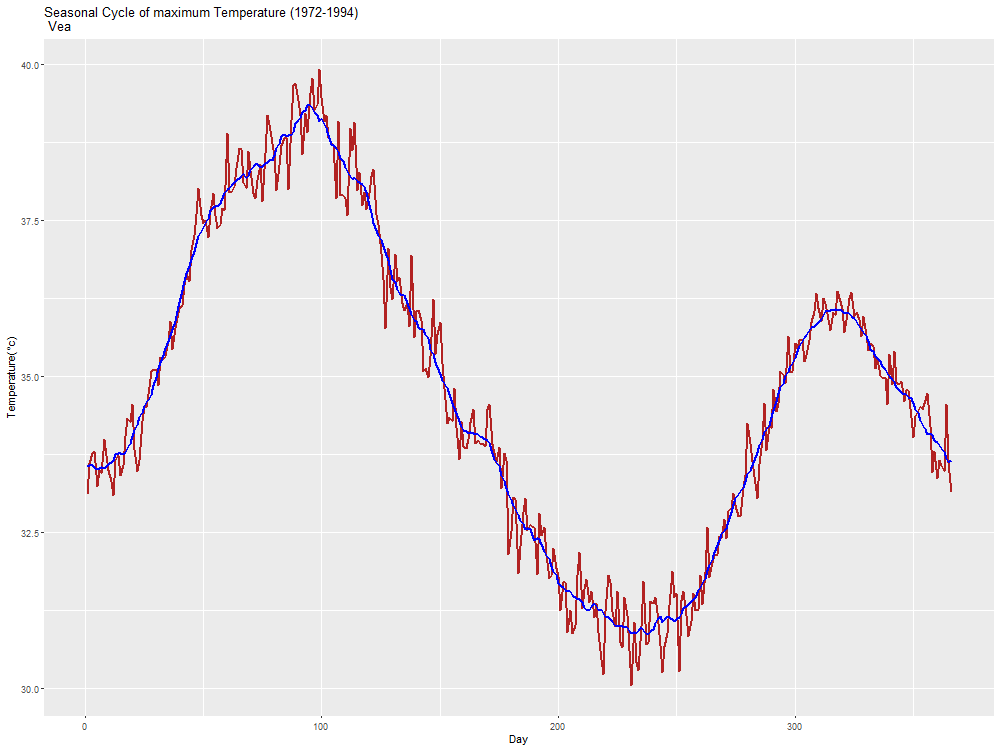 Seasonal Cycle of maximum Temperature (1972-1994)
Vea
40.0
37.5
35.0
32.5
30.0
Temperature(°c)
0 100 200 300
Day